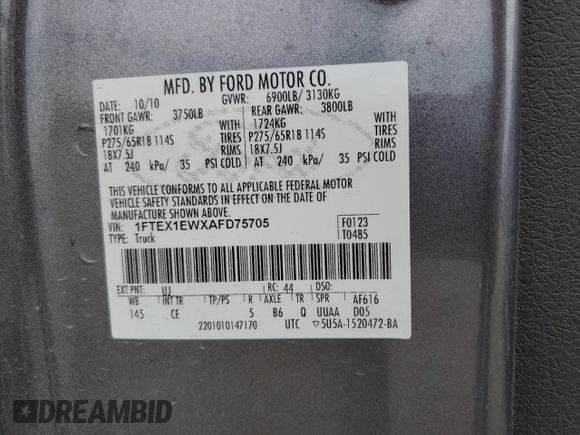 MFD. BY FORD MOTOR CO.
DATE: 10/10 GVWR: 6900LB/ 3130KG
FRONT GAWR: 3750LB REAR GAWR: 3800LB
1701KG WITH 1724KG WITH
P275/65R18 114S TIRES P275/65R18 114S TIRES
18X7.5J RIMS 18X7.5J RIMS
AT 240 kPa/ 35 PSI COLD AT 240 kPa/ 35 PSI COLD
THIS VEHICLE CONFORMS TO ALL APPLICABLE FEDERAL MOTOR
VEHICLE SAFETY STANDARDS IN EFFECT ON THE DATE OF
MANUFACTURE SHOWN ABOVE.
VIN: 1FTEX1EWXAFD75705 F0123
TYPE: Truck T0485
EXT PNT: UJ RC: 44 DSO:
WB INT TR TP/PS R AXLE TR SPR AF616
145 CE 5 B6 Q UUAA D05
2201010147170 UTC ▽5U5A-1520472-BA
DREAMBID